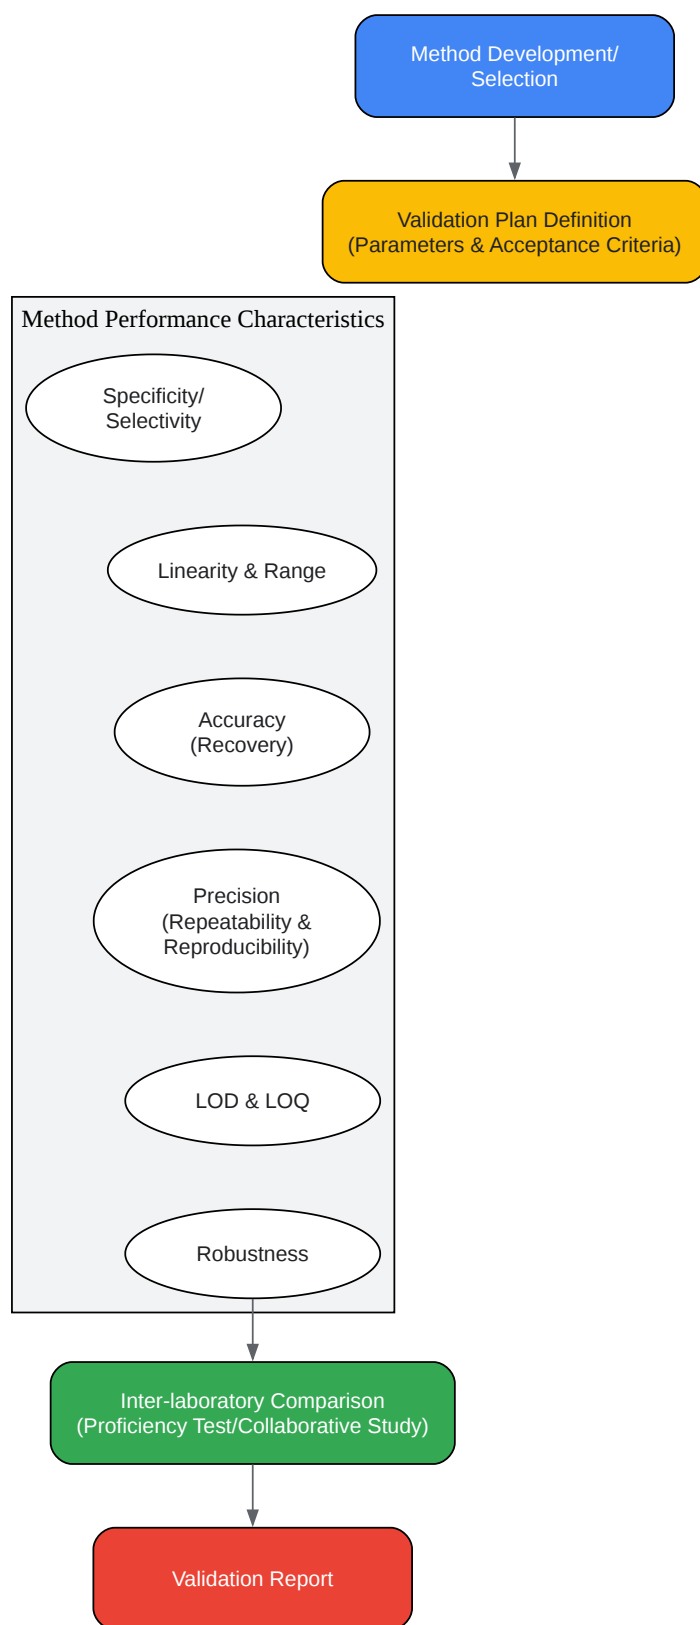 Method Development/
Selection
Validation Plan Definition
(Parameters & Acceptance Criteria)
Method Performance Characteristics
Specificity/
Selectivity
Linearity & Range
Accuracy
(Recovery)
Precision
(Repeatability &
Reproducibility)
LOD & LOQ
Robustness
Inter-laboratory Comparison
(Proficiency Test/Collaborative Study)
Validation Report